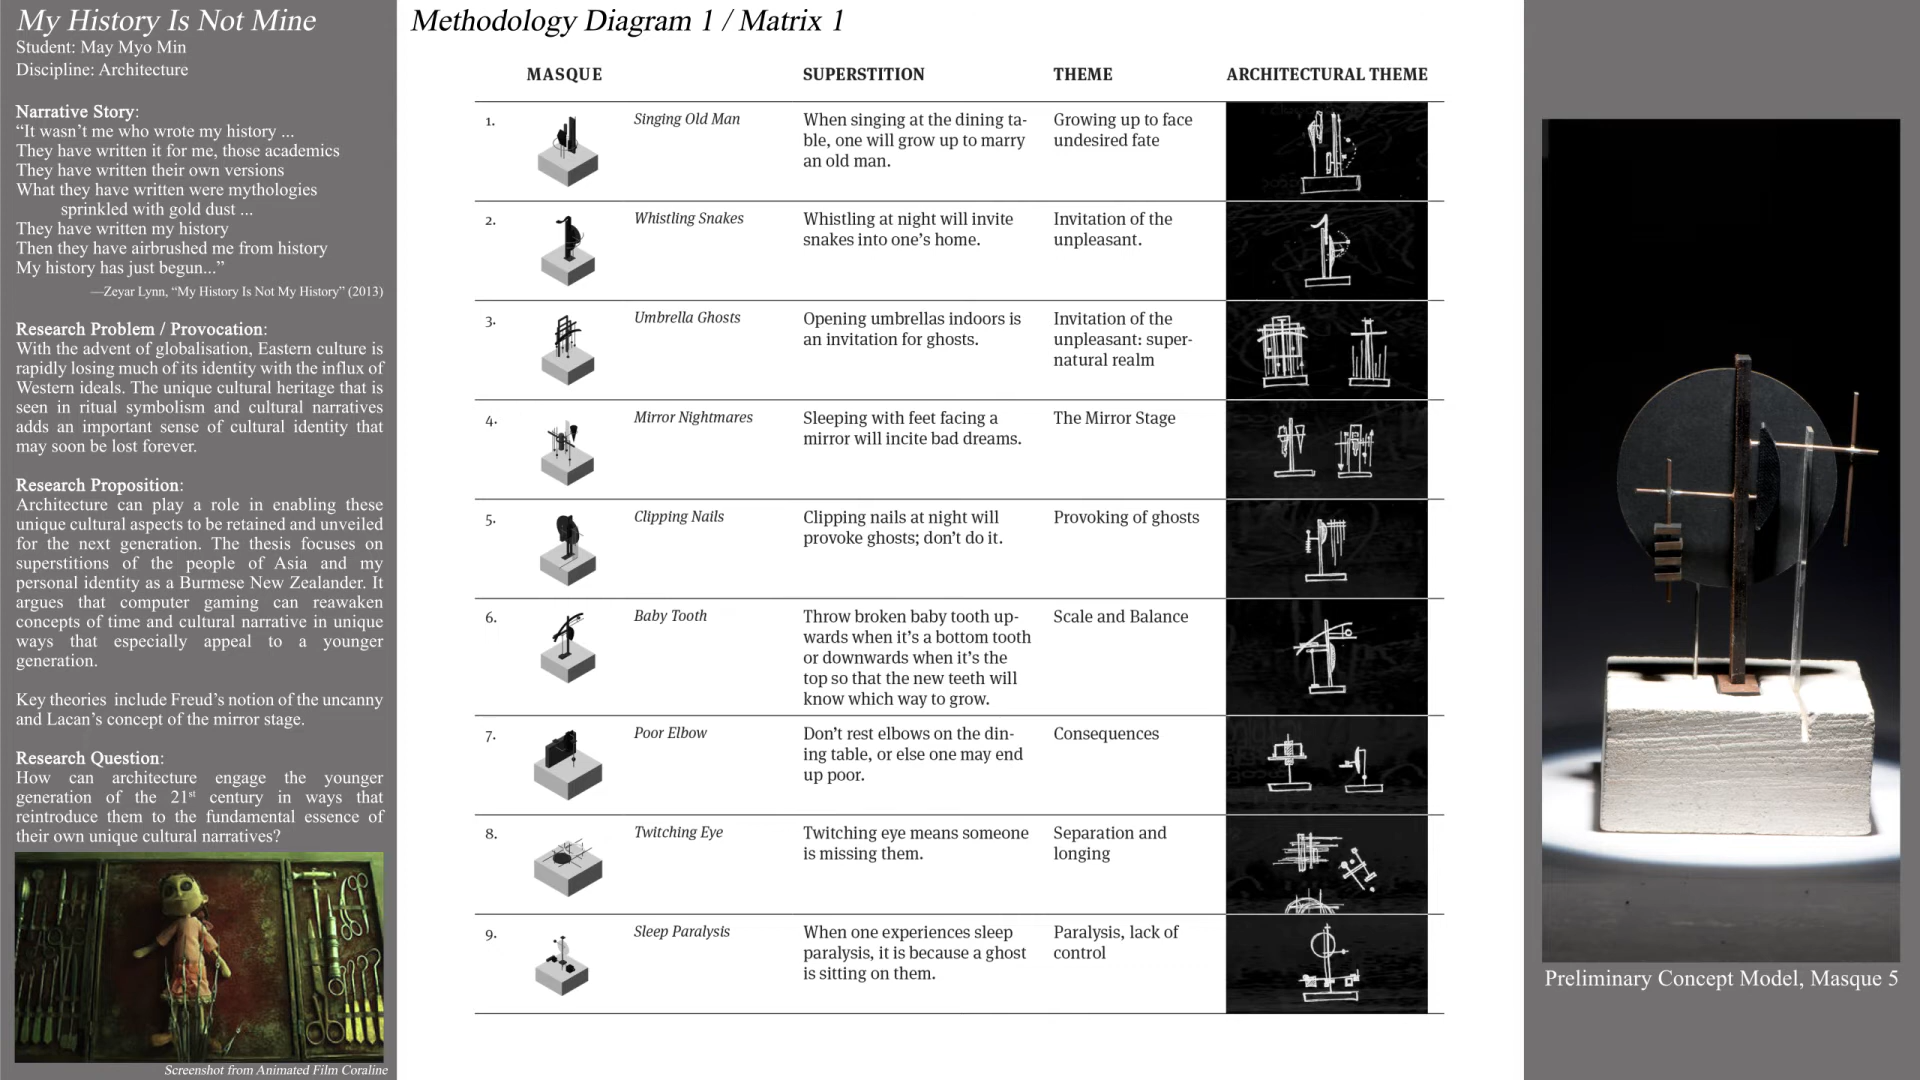 My History Is Not Mine
Student: May Myo Min
Discipline: Architecture
Narrative Story:
“It wasn’t me who wrote my history ...
They have written it for me, those academics
They have written their own versions
What they have written were mythologies
sprinkled with gold dust ...
They have written my history
Then they have airbrushed me from history
My history has just begun...”
—Zeyar Lynn, “My History Is Not My History” (2013)
Research Problem / Provocation:
With the advent of globalisation, Eastern culture is
rapidly losing much of its identity with the influx of
Western ideals. The unique cultural heritage that is
seen in ritual symbolism and cultural narratives
adds an important sense of cultural identity that
may soon be lost forever.
Research Proposition:
Architecture can play a role in enabling these
unique cultural aspects to be retained and unveiled
for the next generation. The thesis focuses on
superstitions of the people of Asia and my
personal identity as a Burmese New Zealander. It
argues that computer gaming can reawaken
concepts of time and cultural narrative in unique
ways that especially appeal to a younger
generation.
Key theories include Freud’s notion of the uncanny
and Lacan’s concept of the mirror stage.
Research Question:
How can architecture engage the younger
generation of the 21st century in ways that
reintroduce them to the fundamental essence of
their own unique cultural narratives?
Screenshot from Animated Film Coraline
Methodology Diagram 1 / Matrix 1
MASQUE SUPERSTITION THEME ARCHITECTURAL THEME
1. Singing Old Man
When singing at the dining ta-
ble, one will grow up to marry
an old man.
Growing up to face
undesired fate
2. Whistling Snakes
Whistling at night will invite
snakes into one’s home.
Invitation of the
unpleasant.
3. Umbrella Ghosts
Opening umbrellas indoors is
an invitation for ghosts.
Invitation of the
unpleasant: super-
natural realm
4. Mirror Nightmares
Sleeping with feet facing a
mirror will incite bad dreams.
The Mirror Stage
5. Clipping Nails
Clipping nails at night will
provoke ghosts; don’t do it.
Provoking of ghosts
6. Baby Tooth
Throw broken baby tooth up-
wards when it’s a bottom tooth
or downwards when it’s the
top so that the new teeth will
know which way to grow.
Scale and Balance
7. Poor Elbow
Don’t rest elbows on the din-
ing table, or else one may end
up poor.
Consequences
8. Twitching Eye
Twitching eye means someone
is missing them.
Separation and
longing
9. Sleep Paralysis
When one experiences sleep
paralysis, it is because a ghost
is sitting on them.
Paralysis, lack of
control
Preliminary Concept Model, Masque 5